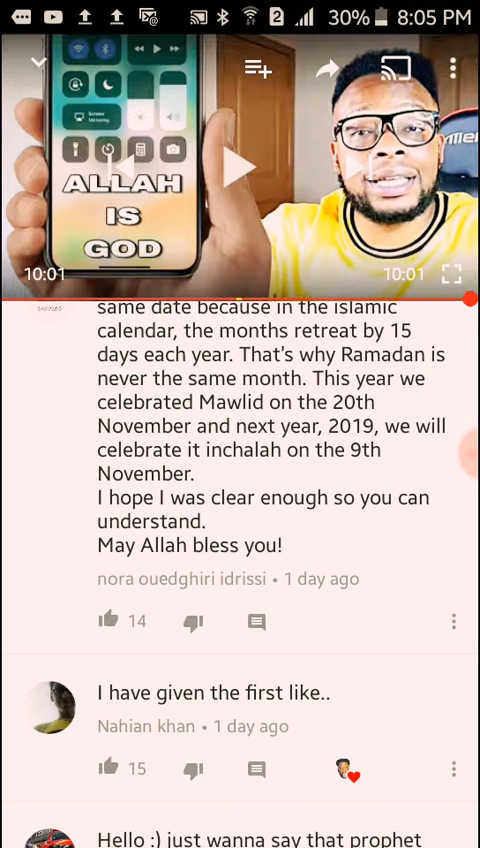 2
30%
8:05 PM
Screen
Mirroring
ALLAH
IS
GOD
10:01
10:01
same date because in the islamic
calendar, the months retreat by 15
days each year. That's why Ramadan is
never the same month. This year we
celebrated Mawlid on the 20th
November and next year, 2019, we will
celebrate it inchalah on the 9th
November.
I hope I was clear enough so you can
understand.
May Allah bless you!
nora ouedghiri idrissi • 1 day ago
14
I have given the first like..
Nahian khan • 1 day ago
15
Hello :) just wanna say that prophet